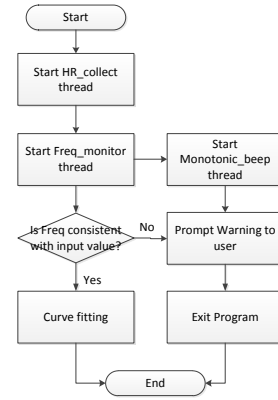 Start
Start HR_collect
thread
Start Freq_monitor
thread
Start
Monotonic_beep
thread
Is Freq consistent
with input value?
No
Prompt Warning to
user
Yes
Curve fitting
Exit Program
End